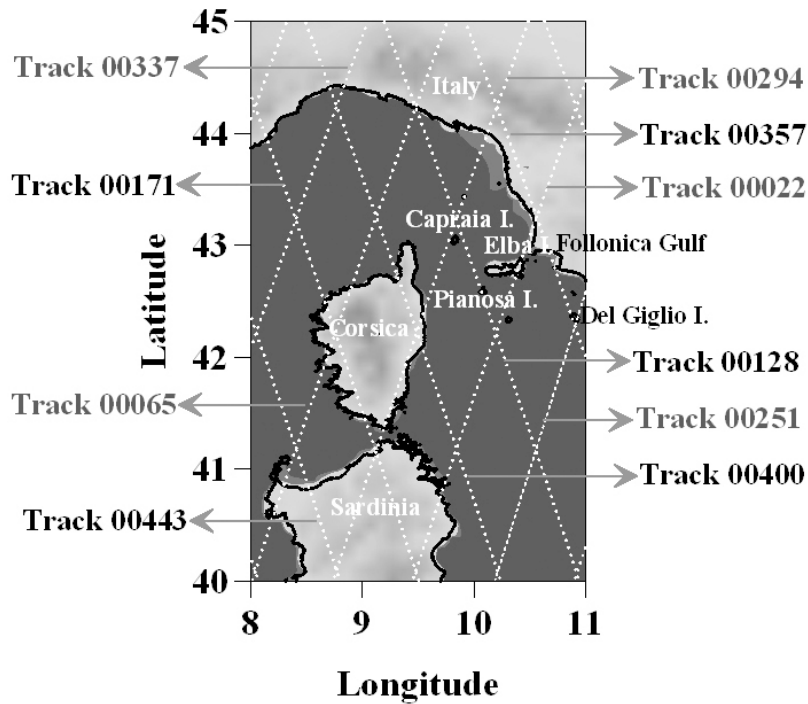 45
Track 00337
Track 00294
Italy
44
Track 00357
Track 00171
Track 00022
Capraia I.
43
Elba I.
Follonica Gulf
Pianosa I.
Del Giglio I.
Latitude
Corsica
42
Track 00128
Track 00065
Track 00251
41
Track 00400
Sardinia
Track 00443
40
8 9 10 11
Longitude